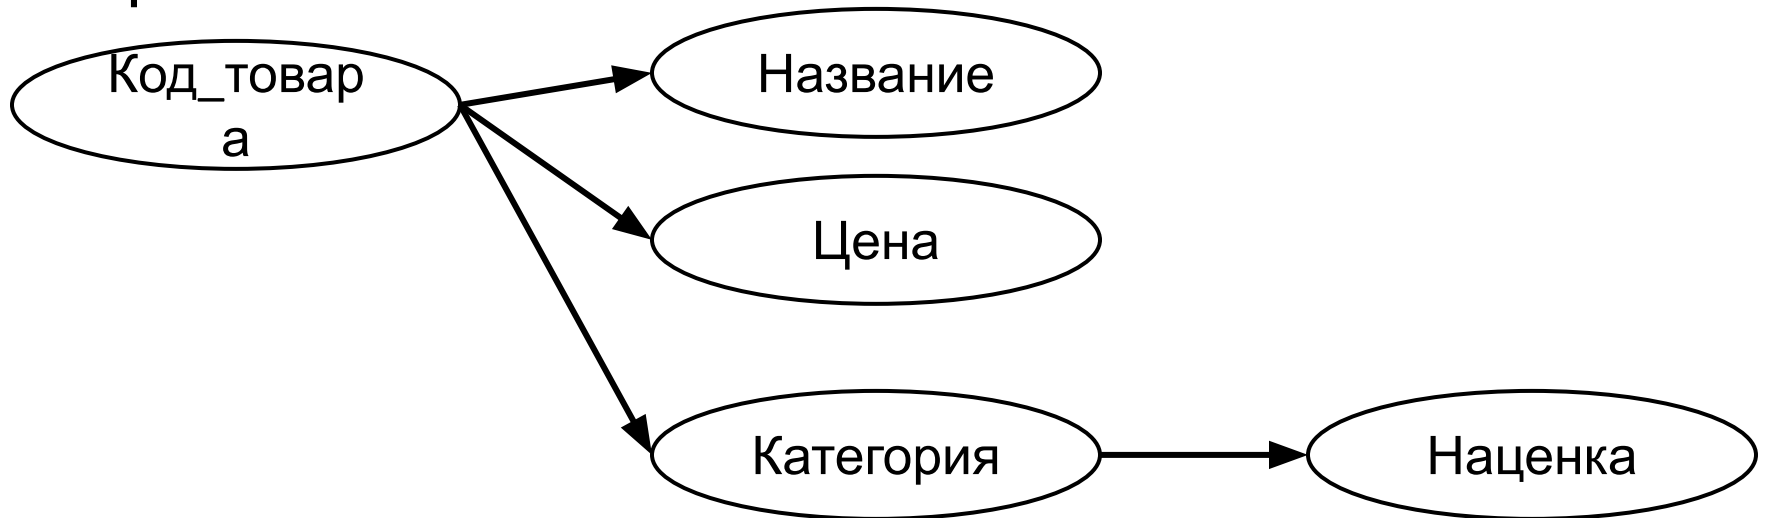 Код_товар
а
Название
Цена
Категория
Наценка